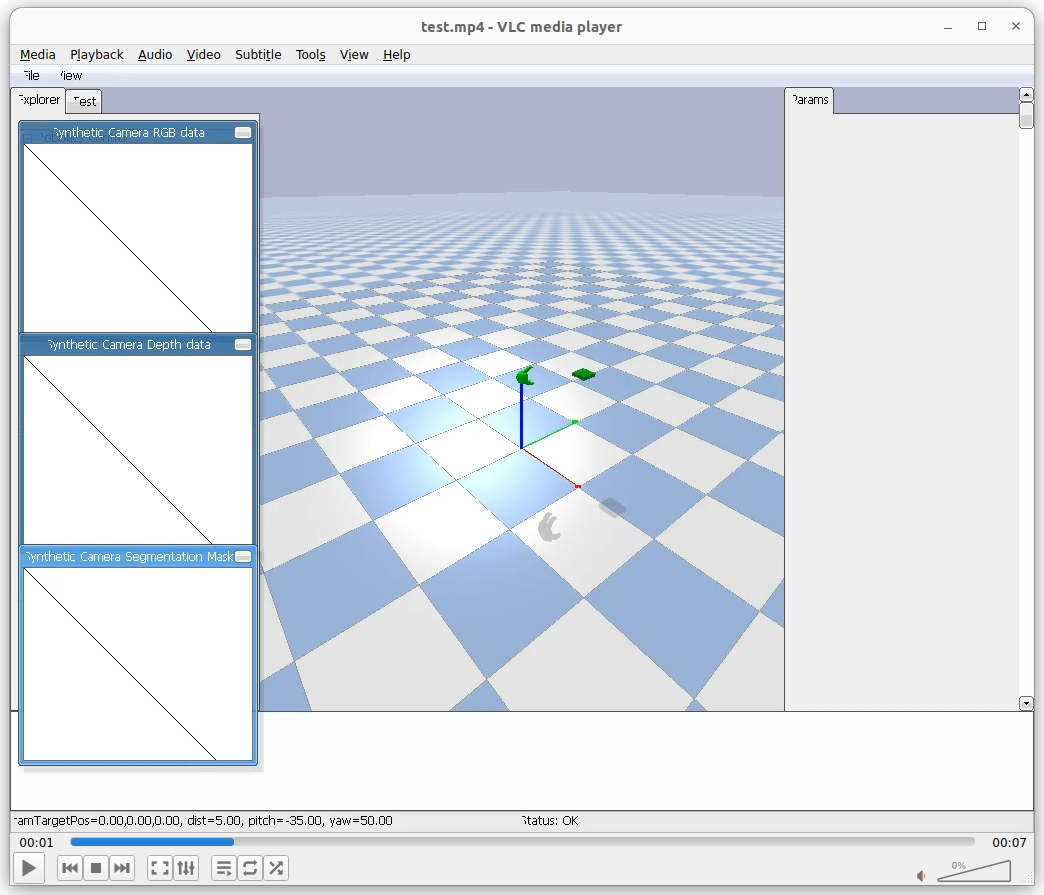 test.mp4 - VLC media player
Media Playback Audio Video Subtitle Tools View Help
File View
Explorer Test Params
Synthetic Camera RGB data
Synthetic Camera Depth data
Synthetic Camera Segmentation Mask
camTargetPos=0.00,0.00,0.00, dist=5.00, pitch=-35.00, yaw=50.00 Status: OK
00:01 00:07
0%